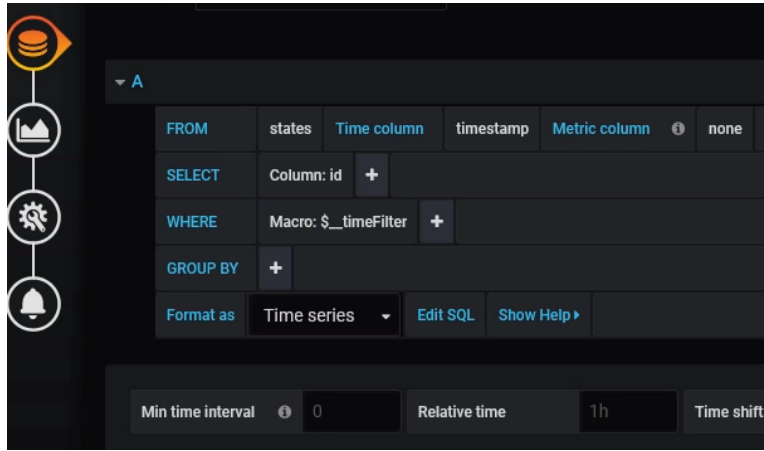 A
FROM states Time column timestamp Metric column none
SELECT Column: id +
WHERE Macro: $__timeFilter +
GROUP BY +
Format as Time series Edit SQL Show Help
Min time interval 0 Relative time 1h Time shift